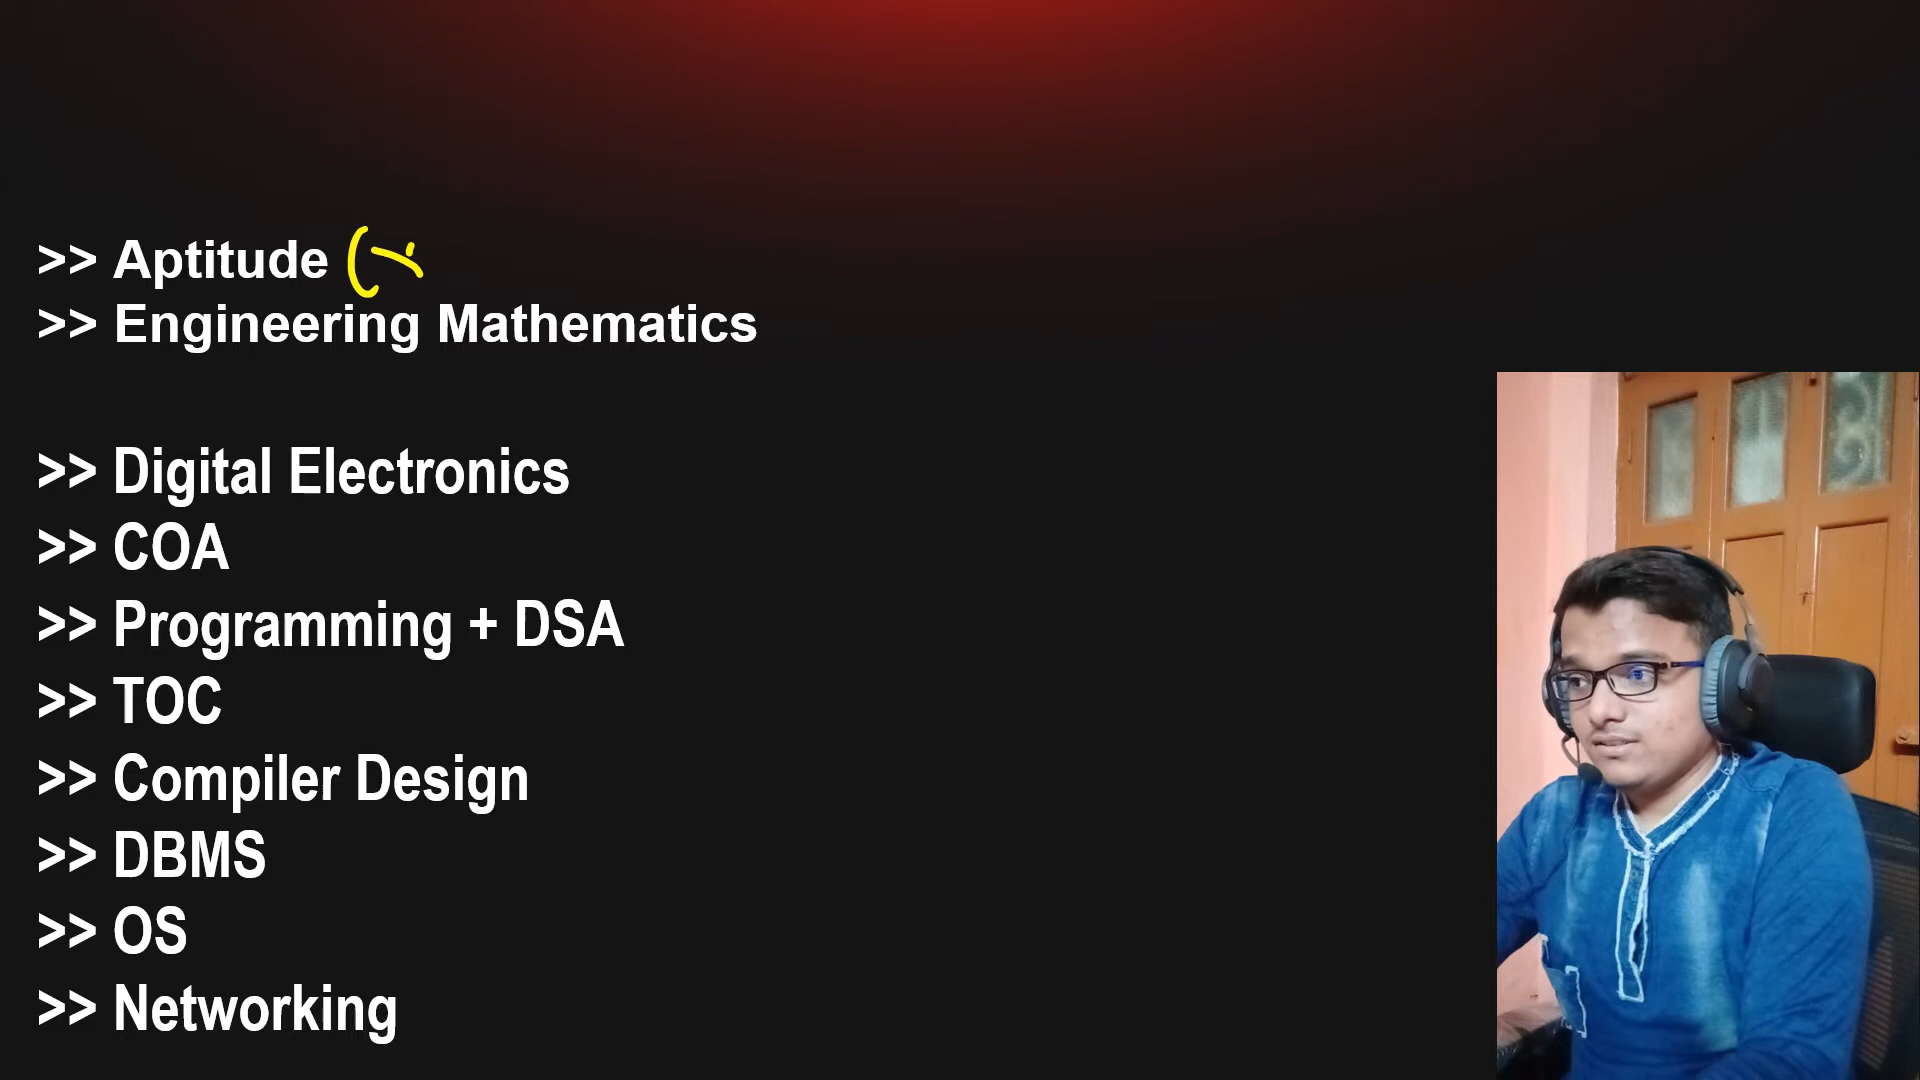 >> Aptitude (
>> Engineering Mathematics
>> Digital Electronics
>> COA
>> Programming + DSA
>> TOC
>> Compiler Design
>> DBMS
>> OS
>> Networking